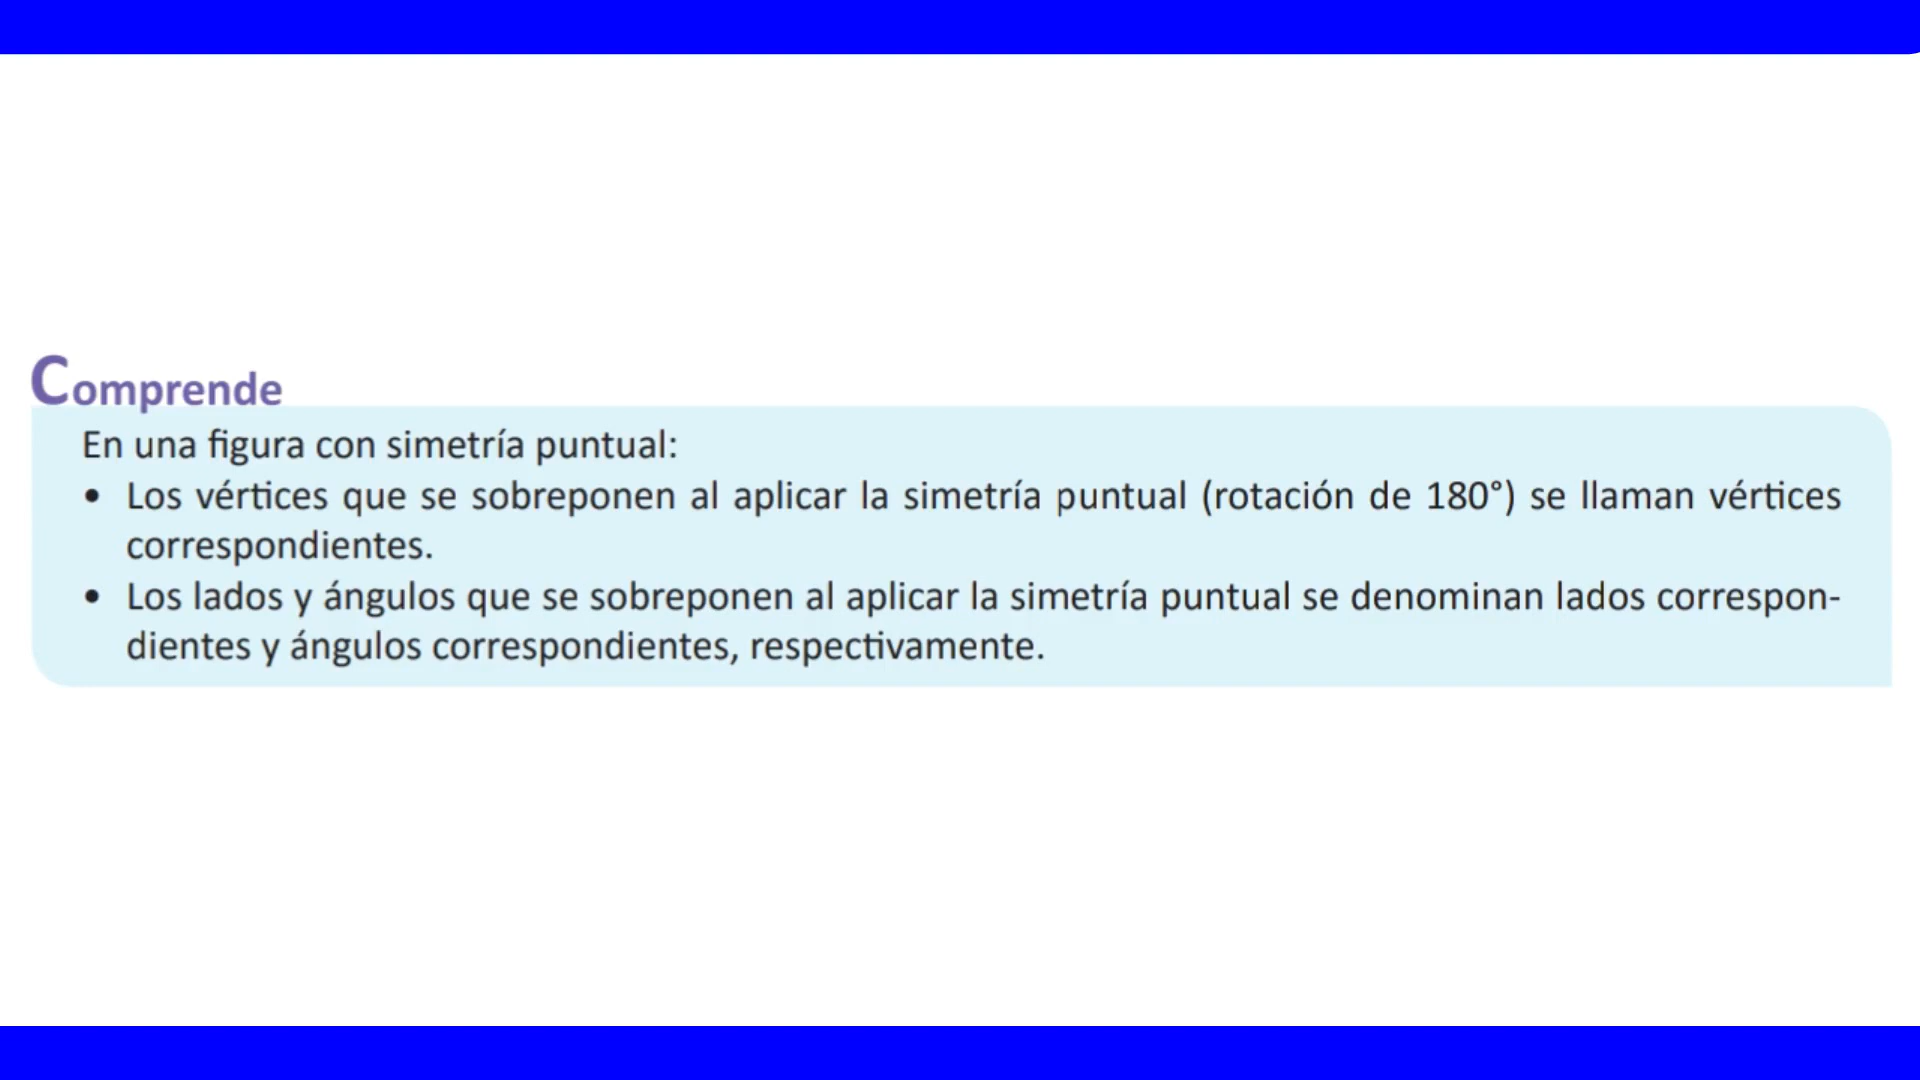 Comprende
En una figura con simetría puntual:
• Los vértices que se sobreponen al aplicar la simetría puntual (rotación de 180°) se llaman vértices
correspondientes.
• Los lados y ángulos que se sobreponen al aplicar la simetría puntual se denominan lados correspon-
dientes y ángulos correspondientes, respectivamente.